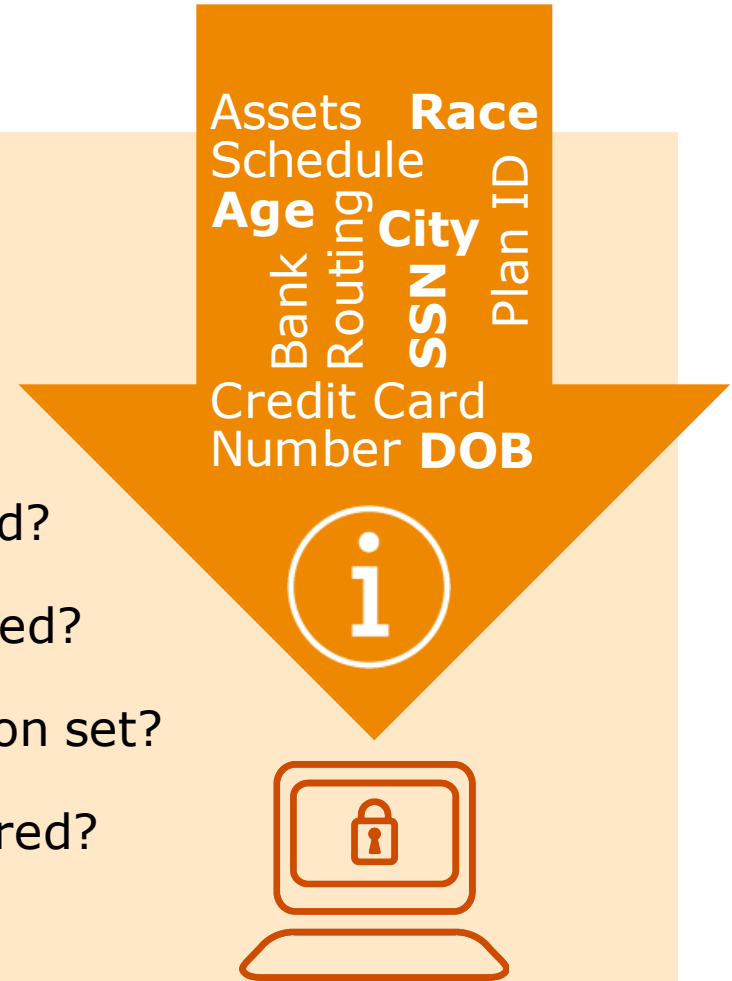 Assets Race
Schedule
Age City
Bank
Routing
SSN
Plan ID
Credit Card
Number DOB
d?
ed?
on set?
red?